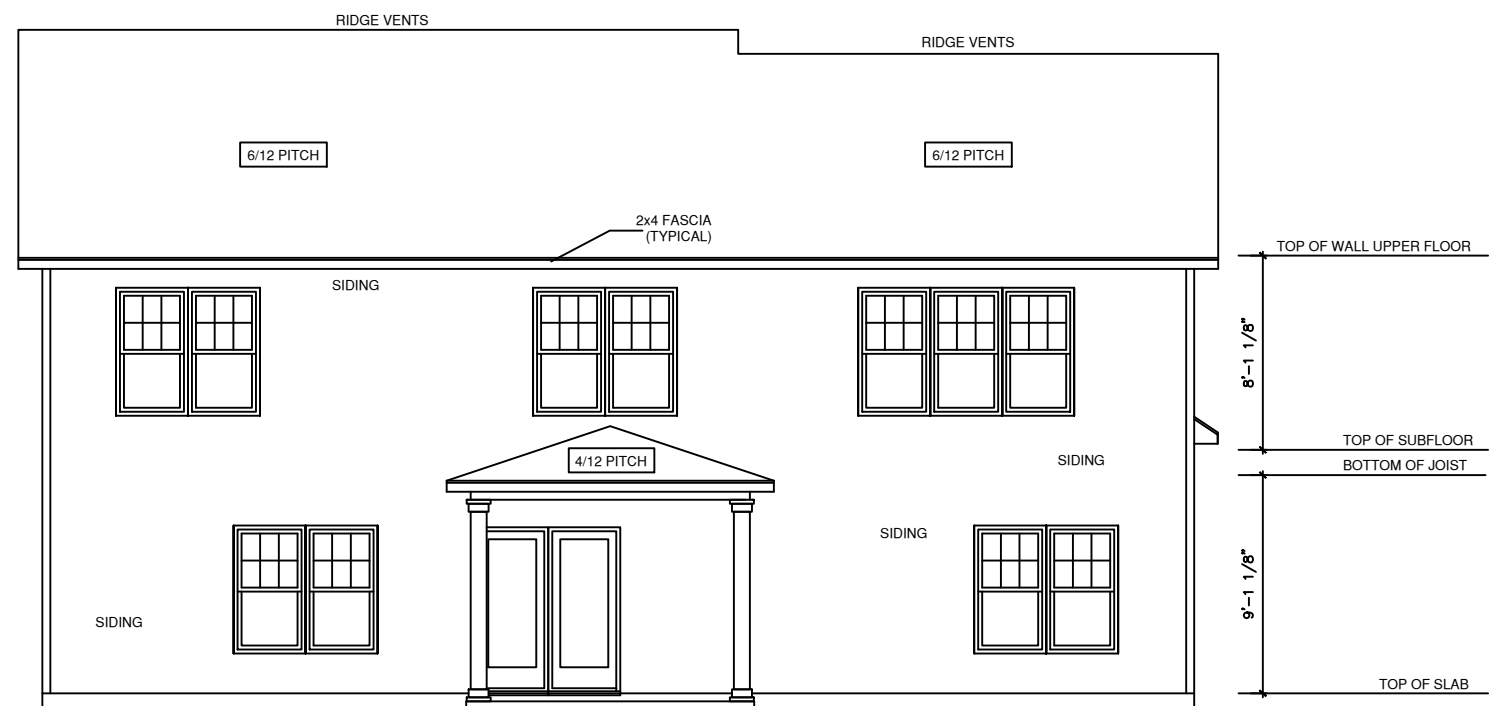 RIDGE VENTS
RIDGE VENTS
6/12 PITCH
6/12 PITCH
2x4 FASCIA
(TYPICAL)
TOP OF WALL UPPER FLOOR
SIDING
8'-1 1/8"
TOP OF SUBFLOOR
4/12 PITCH
SIDING
BOTTOM OF JOIST
SIDING
9'-1 1/8"
SIDING
TOP OF SLAB